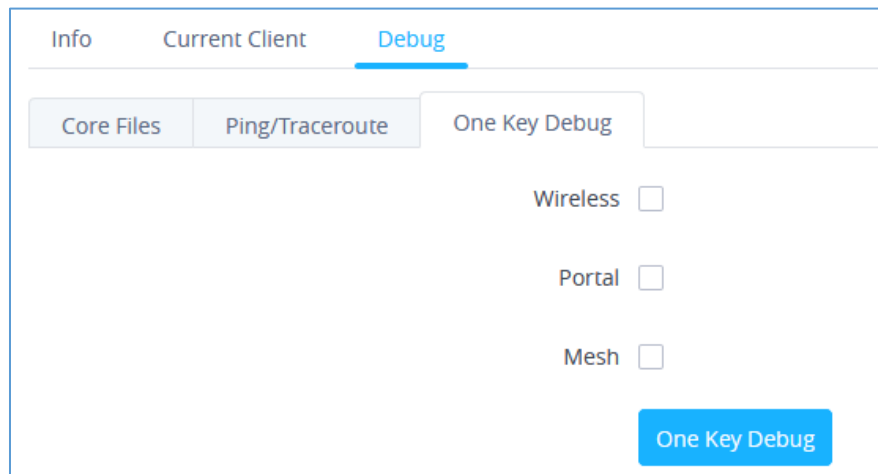 Info Current Client Debug
Core Files Ping/Traceroute One Key Debug
Wireless
Portal
Mesh
One Key Debug